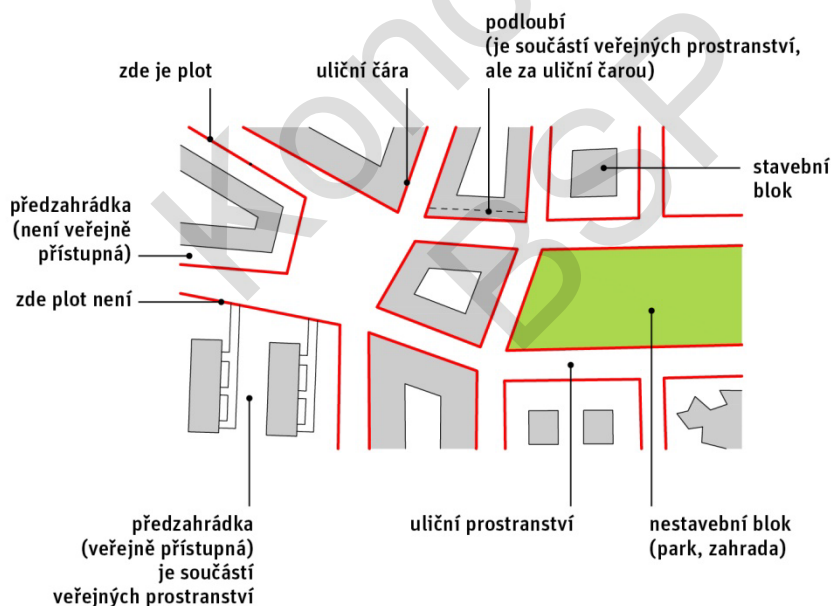 podloubí
(je součástí veřejných prostranství,
ale za uliční čarou)
zde je plot
uliční čára
stavební
blok
předzahrádka
(není veřejně
přístupná)
zde plot není
předzahrádka
(veřejně přístupná)
je součástí
veřejných prostranství
uliční prostranství
nestavební blok
(park, zahrada)
BSP